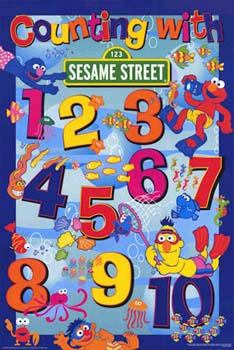 Counting with
123
SESAME STREET
1 2 3
4 5 6 7
8 9 10